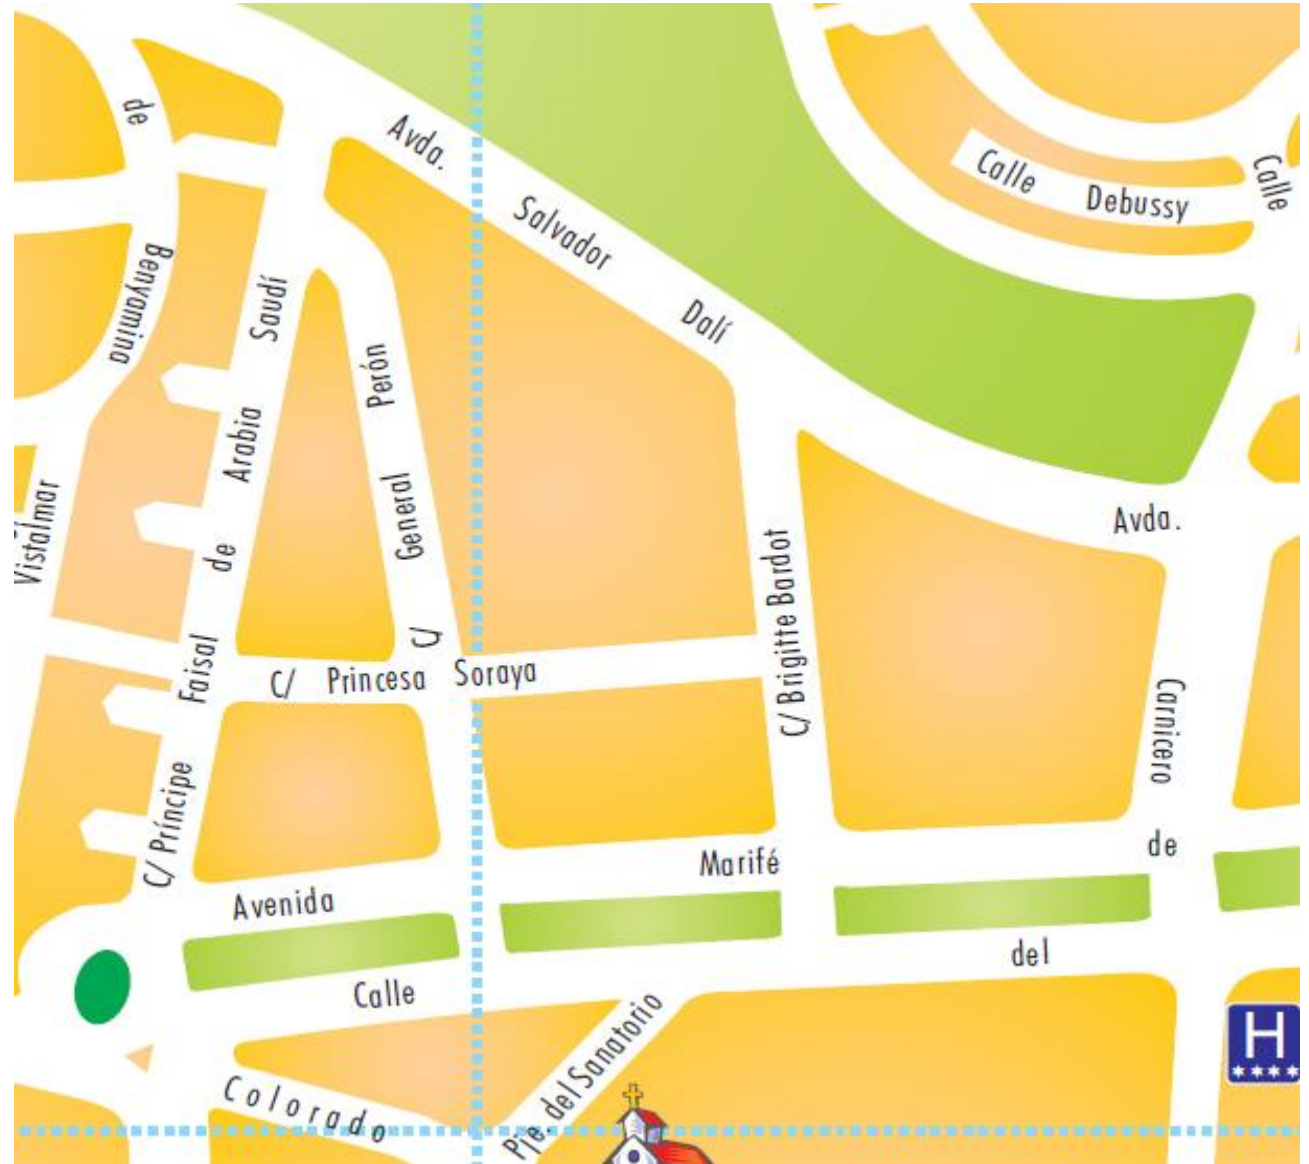 de
Avda.
Salvador
Dalí
Calle Debussy
Calle
Benyamina
Vistalmar
C/ Príncipe Faisal de Arabia Saudí
C/ General Perón
Avda.
C/ Brigitte Bardot
C/ Princesa Soraya
Carnicero
Avenida
Marifé
de
Calle
del
Pje. del Sanatorio
Colorado
H